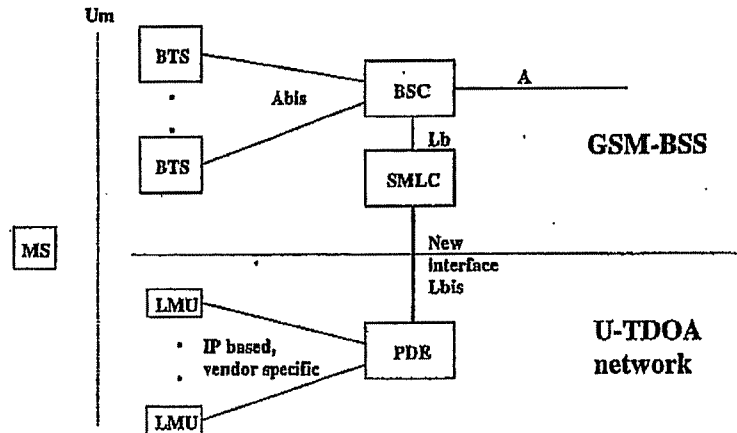 Um
BTS
Abis
BSC
A
BTS
Lb
GSM-BSS
SMLC
MS
New
interface
Lbis
LMU
IP based,
vendor specific
PDE
U-TDOA
network
LMU